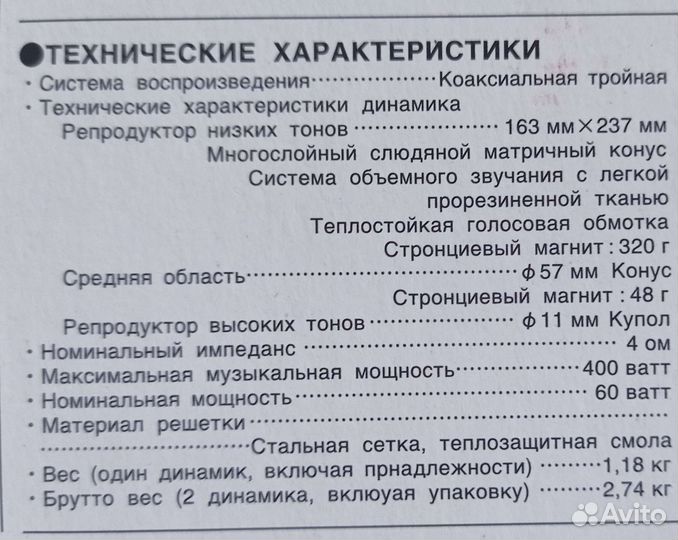 ●ТЕХНИЧЕСКИЕ ХАРАКТЕРИСТИКИ
· Система воспроизведения·················Коаксиальная тройная
· Технические характеристики динамика
Репродуктор низких тонов ···················· 163 мм×237 мм
Многослойный слюдяной матричный конус
Система объемного звучания с легкой
прорезиненной тканью
Теплостойкая голосовая обмотка
Стронциевый магнит : 320 г
Средняя область·····································ϕ57 мм Конус
Стронциевый магнит : 48 г
Репродуктор высоких тонов ···················· ϕ11 мм Купол
· Номинальный импеданс ············································ 4 ом
· Максимальная музыкальная мощность·················400 ватт
· Номинальная мощность········································60 ватт
· Материал решетки ·························································
·······························Стальная сетка, теплозащитная смола
· Вес (один динамик, включая прнадлежности) ·········1,18 кг
· Брутто вес (2 динамика, вклюуая упаковку) ·········2,74 кг
Avito